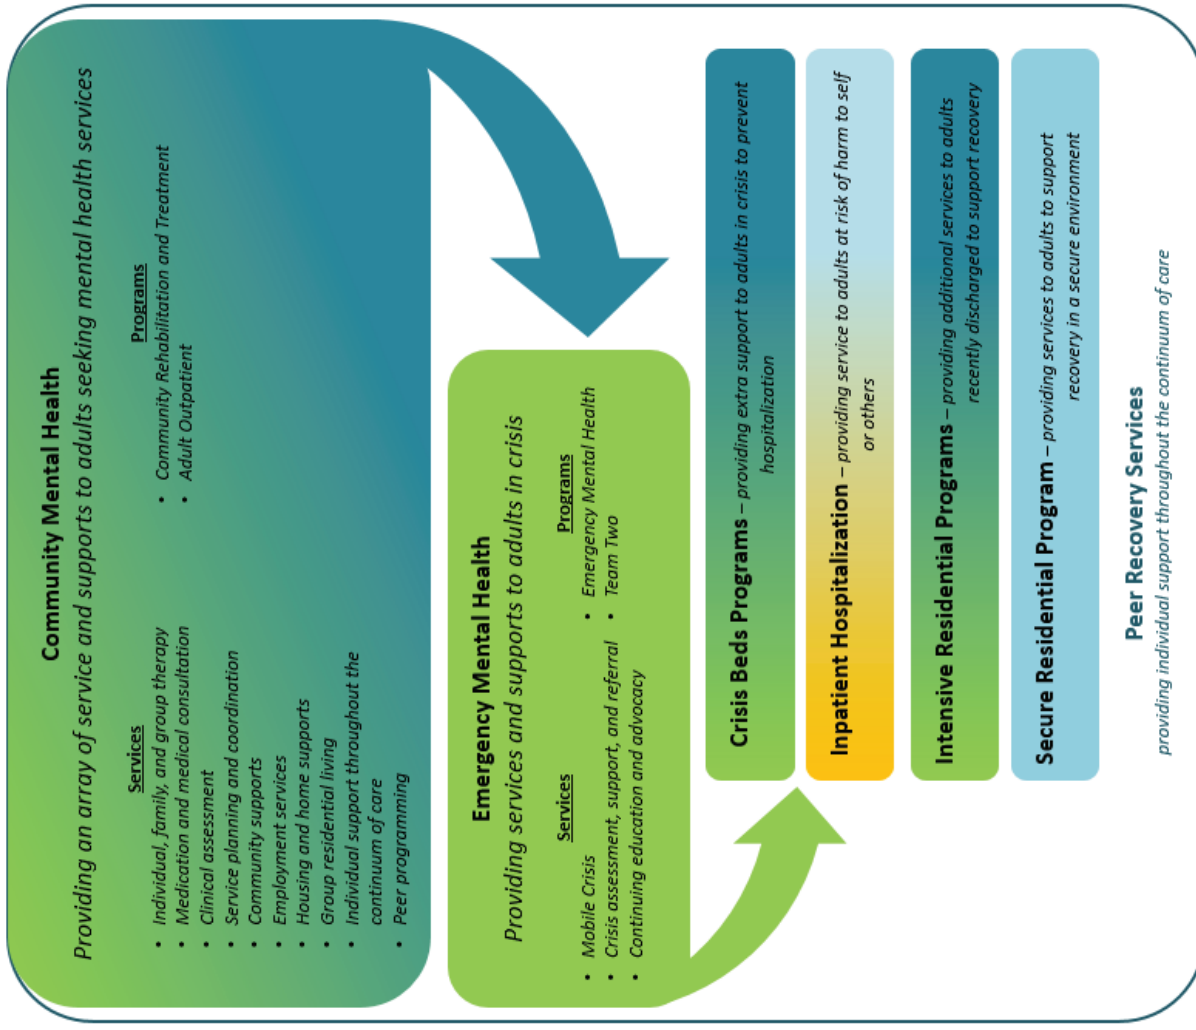 Community Mental Health
Providing an array of service and supports to adults seeking mental health services
Services
• Individual, family, and group therapy
• Medication and medical consultation
• Clinical assessment
• Service planning and coordination
• Community supports
• Employment services
• Housing and home supports
• Group residential living
• Individual support throughout the
continuum of care
• Peer programming
Programs
• Community Rehabilitation and Treatment
• Adult Outpatient
Emergency Mental Health
Providing services and supports to adults in crisis
Services
• Mobile Crisis
• Crisis assessment, support, and referral
• Continuing education and advocacy
Programs
• Emergency Mental Health
• Team Two
Crisis Beds Programs – providing extra support to adults in crisis to prevent
hospitalization
Inpatient Hospitalization – providing service to adults at risk of harm to self
or others
Intensive Residential Programs – providing additional services to adults
recently discharged to support recovery
Secure Residential Program – providing services to adults to support
recovery in a secure environment
Peer Recovery Services
providing individual support throughout the continuum of care